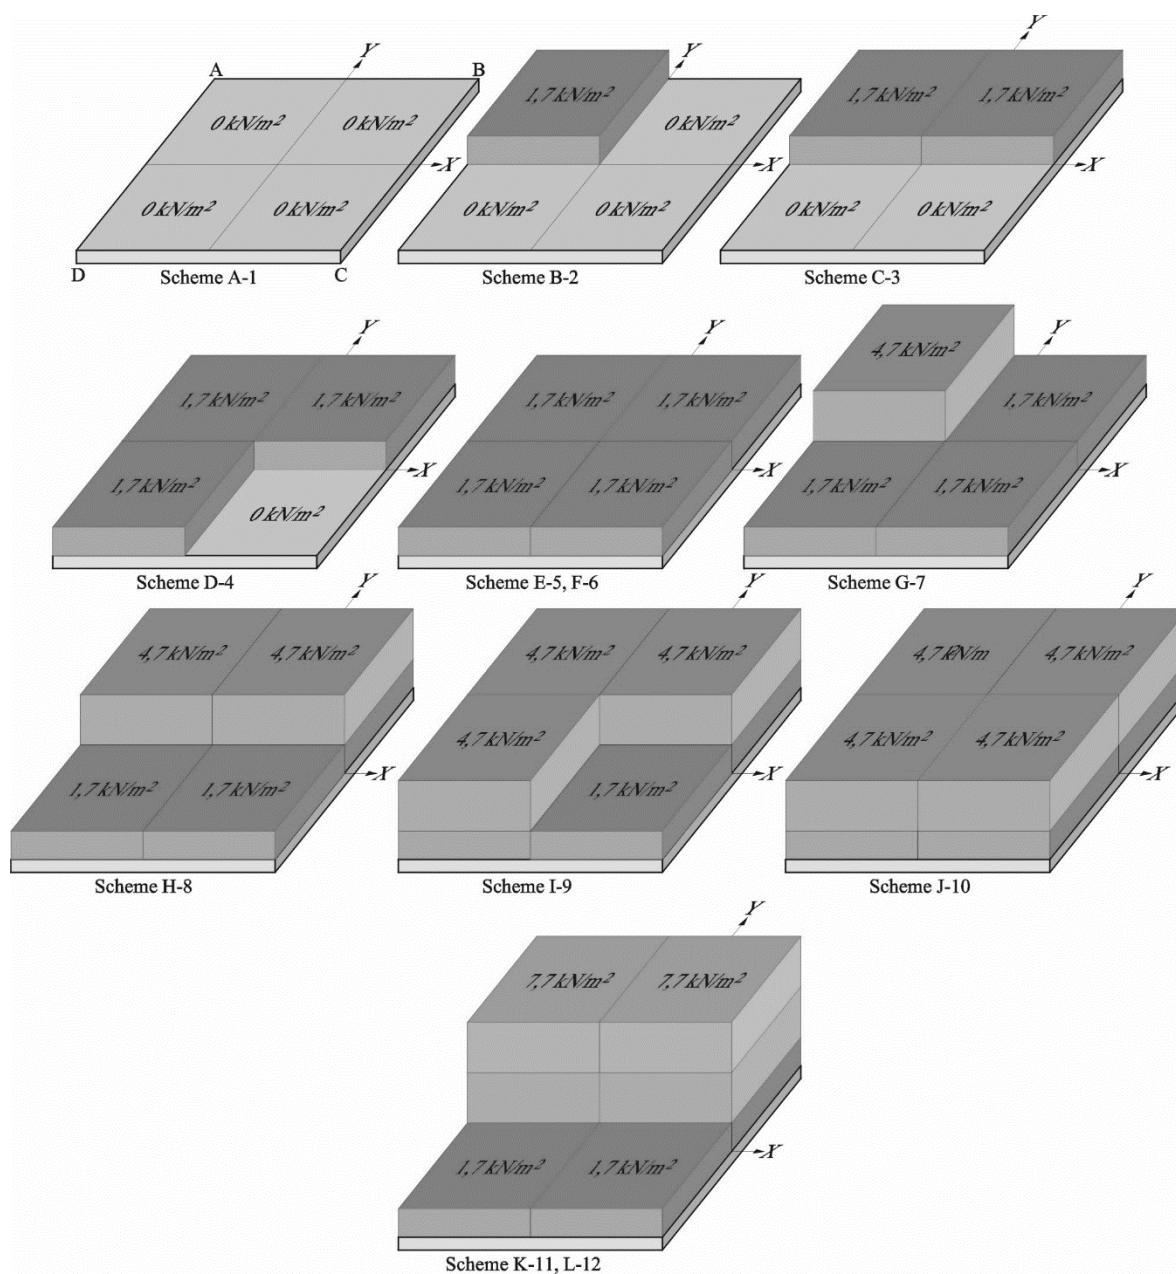 Y
A
B
0 kN/m²
0 kN/m²
X
0 kN/m²
0 kN/m²
D
C
Scheme A-1
Y
1,7 kN/m²
0 kN/m²
X
0 kN/m²
0 kN/m²
Scheme B-2
Y
1,7 kN/m²
1,7 kN/m²
X
0 kN/m²
0 kN/m²
Scheme C-3
Y
1,7 kN/m²
1,7 kN/m²
X
1,7 kN/m²
0 kN/m²
Scheme D-4
Y
1,7 kN/m²
1,7 kN/m²
X
1,7 kN/m²
1,7 kN/m²
Scheme E-5, F-6
Y
4,7 kN/m²
1,7 kN/m²
X
1,7 kN/m²
1,7 kN/m²
Scheme G-7
Y
4,7 kN/m²
4,7 kN/m²
X
1,7 kN/m²
1,7 kN/m²
Scheme H-8
Y
4,7 kN/m²
4,7 kN/m²
4,7 kN/m²
X
1,7 kN/m²
Scheme I-9
Y
4,7 kN/m
4,7 kN/m²
4,7 kN/m²
4,7 kN/m²
X
Scheme J-10
Y
7,7 kN/m²
7,7 kN/m²
X
1,7 kN/m²
1,7 kN/m²
Scheme K-11, L-12